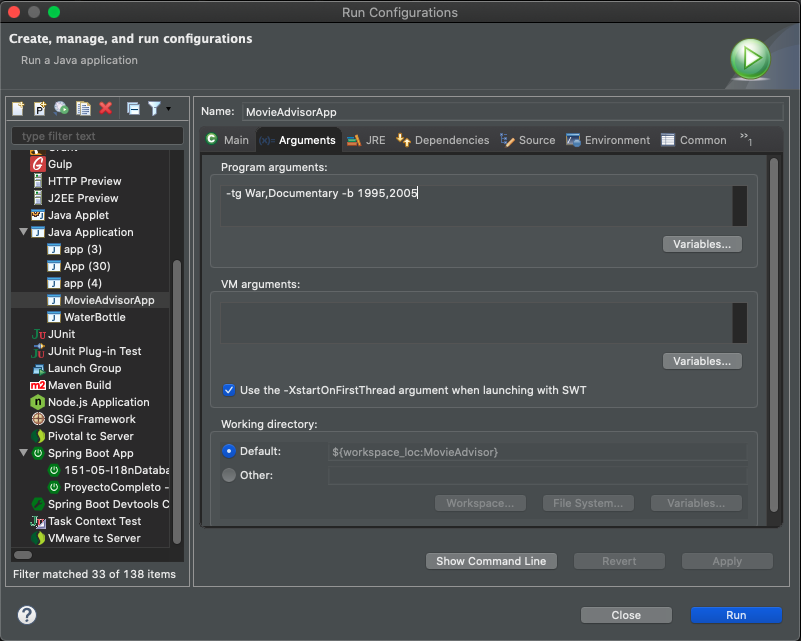 Run Configurations
Create, manage, and run configurations
Run a Java application
type filter text
Gulp
HTTP Preview
J2EE Preview
Java Applet
Java Application
app (3)
App (30)
app (4)
MovieAdvisorApp
WaterBottle
JUnit
JUnit Plug-in Test
Launch Group
Maven Build
Node.js Application
OSGi Framework
Pivotal tc Server
Spring Boot App
151-05-I18nDataba
ProyectoCompleto -
Spring Boot Devtools C
Task Context Test
VMware tc Server
Filter matched 33 of 138 items
Name: MovieAdvisorApp
Main Arguments JRE Dependencies Source Environment Common »1
Program arguments:
-tg War,Documentary -b 1995,2005
Variables...
VM arguments:
Variables...
Use the -XstartOnFirstThread argument when launching with SWT
Working directory:
Default: ${workspace_loc:MovieAdvisor}
Other:
Workspace... File System... Variables...
Show Command Line Revert Apply
? Close Run